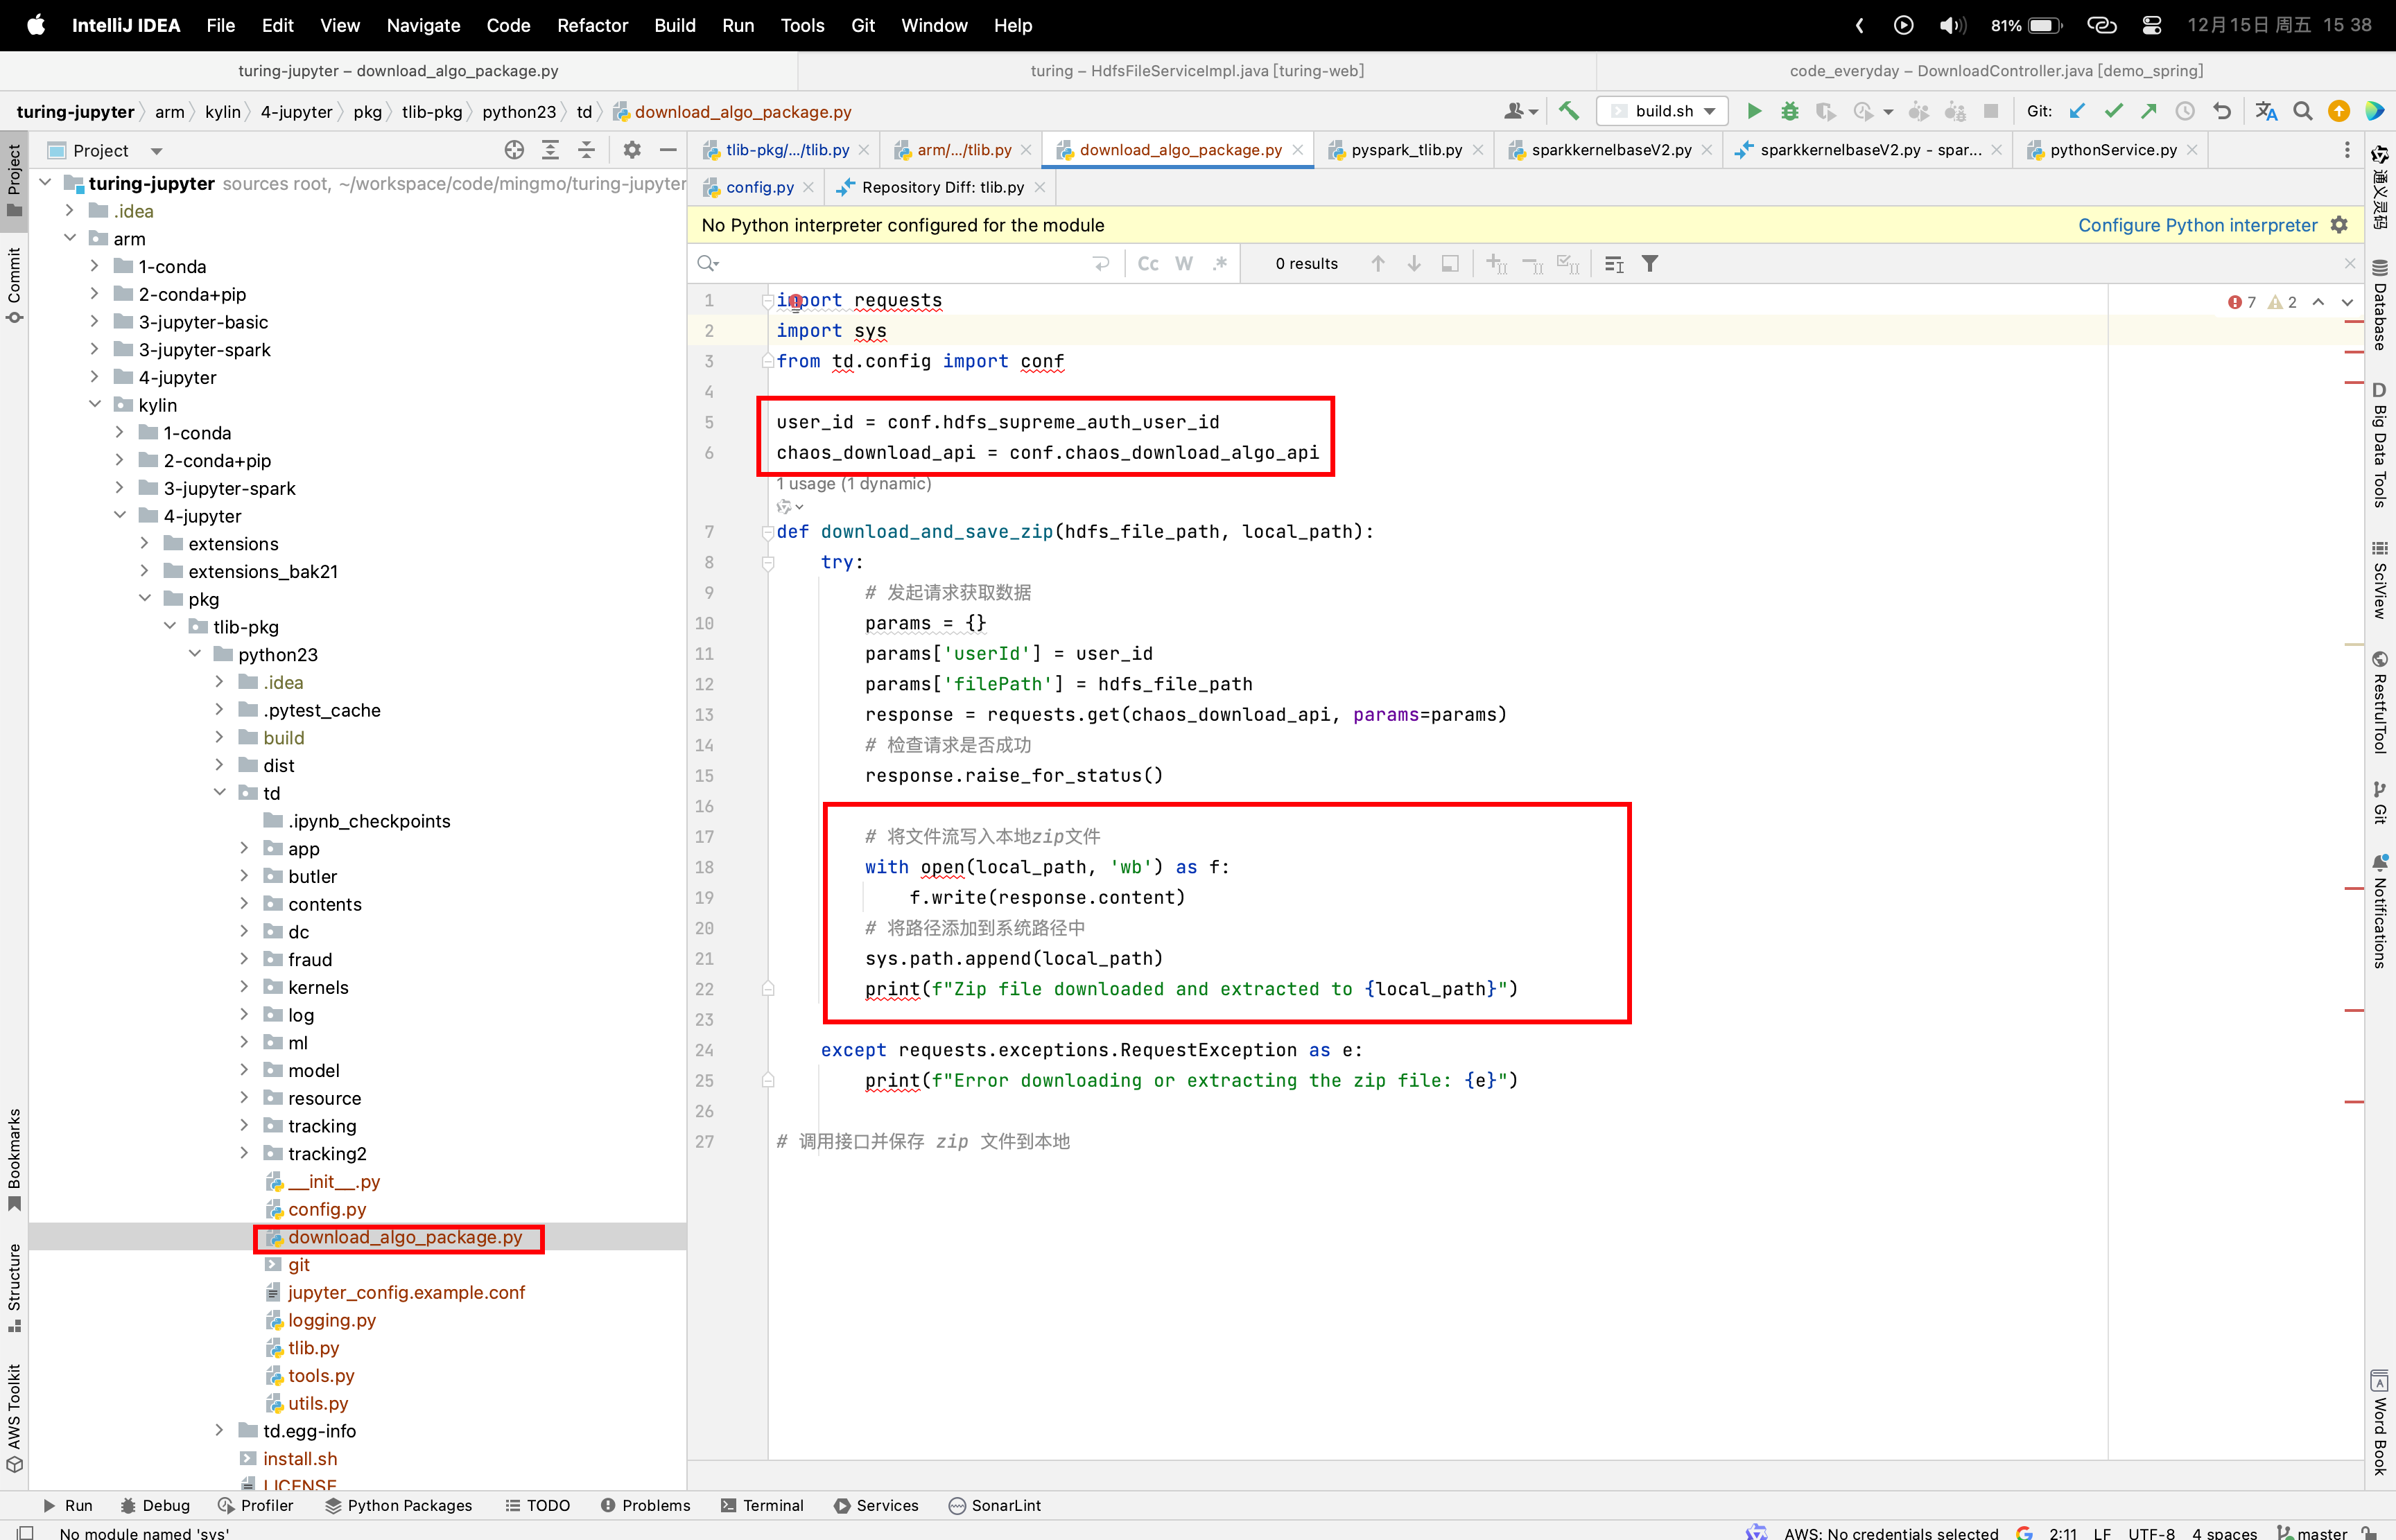 IntelliJ IDEA File Edit View Navigate Code Refactor Build Run Tools Git Window Help 81% 12月15日 周五 15 38
turing-jupyter – download_algo_package.py turing – HdfsFileServiceImpl.java [turing-web] code_everyday – DownloadController.java [demo_spring]
turing-jupyter arm kylin 4-jupyter pkg tlib-pkg python23 td download_algo_package.py build.sh Git:
Project
tlib-pkg/.../tlib.py arm/.../tlib.py download_algo_package.py pyspark_tlib.py sparkkernelbaseV2.py sparkkernelbaseV2.py - spar... pythonService.py
config.py Repository Diff: tlib.py
No Python interpreter configured for the module Configure Python interpreter
Cc W .* 0 results
7 2
Project
Commit
Bookmarks
Structure
AWS Toolkit
turing-jupyter sources root, ~/workspace/code/mingmo/turing-jupyter
.idea
arm
1-conda
2-conda+pip
3-jupyter-basic
3-jupyter-spark
4-jupyter
kylin
1-conda
2-conda+pip
3-jupyter-spark
4-jupyter
extensions
extensions_bak21
pkg
tlib-pkg
python23
.idea
.pytest_cache
build
dist
td
.ipynb_checkpoints
app
butler
contents
dc
fraud
kernels
log
ml
model
resource
tracking
tracking2
__init__.py
config.py
download_algo_package.py
git
jupyter_config.example.conf
logging.py
tlib.py
tools.py
utils.py
td.egg-info
install.sh
LICENSE
1 import requests
2 import sys
3 from td.config import conf
4
5 user_id = conf.hdfs_supreme_auth_user_id
6 chaos_download_api = conf.chaos_download_algo_api
1 usage (1 dynamic)
7 def download_and_save_zip(hdfs_file_path, local_path):
8 try:
9 # 发起请求获取数据
10 params = {}
11 params['userId'] = user_id
12 params['filePath'] = hdfs_file_path
13 response = requests.get(chaos_download_api, params=params)
14 # 检查请求是否成功
15 response.raise_for_status()
16
17 # 将文件流写入本地zip文件
18 with open(local_path, 'wb') as f:
19 f.write(response.content)
20 # 将路径添加到系统路径中
21 sys.path.append(local_path)
22 print(f"Zip file downloaded and extracted to {local_path}")
23
24 except requests.exceptions.RequestException as e:
25 print(f"Error downloading or extracting the zip file: {e}")
26
27 # 调用接口并保存 zip 文件到本地
通义灵码
Database
D Big Data Tools
SciView
RestfulTool
Git
Notifications
Word Book
Run Debug Profiler Python Packages TODO Problems Terminal Services SonarLint
No module named 'sys' AWS: No credentials selected 2:11 LF UTF-8 4 spaces master